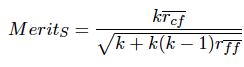 Merit_S = \frac{k\overline{r_{cf}}}{\sqrt{k + k(k-1)\overline{r_{ff}}}}